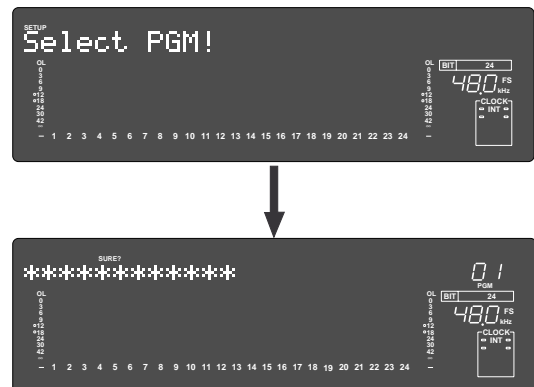 SETUP
Select PGM!
OL
0
3
6
9
12
18
24
30
42
∞
OL
0
3
6
9
12
18
24
30
42
∞
BIT 24
48.0 FS
kHz
CLOCK
INT
– 1 2 3 4 5 6 7 8 9 10 11 12 13 14 15 16 17 18 19 20 21 22 23 24 –
SURE?
************
01
PGM
OL
0
3
6
9
12
18
24
30
42
∞
OL
0
3
6
9
12
18
24
30
42
∞
BIT 24
48.0 FS
kHz
CLOCK
INT
– 1 2 3 4 5 6 7 8 9 10 11 12 13 14 15 16 17 18 19 20 21 22 23 24 –